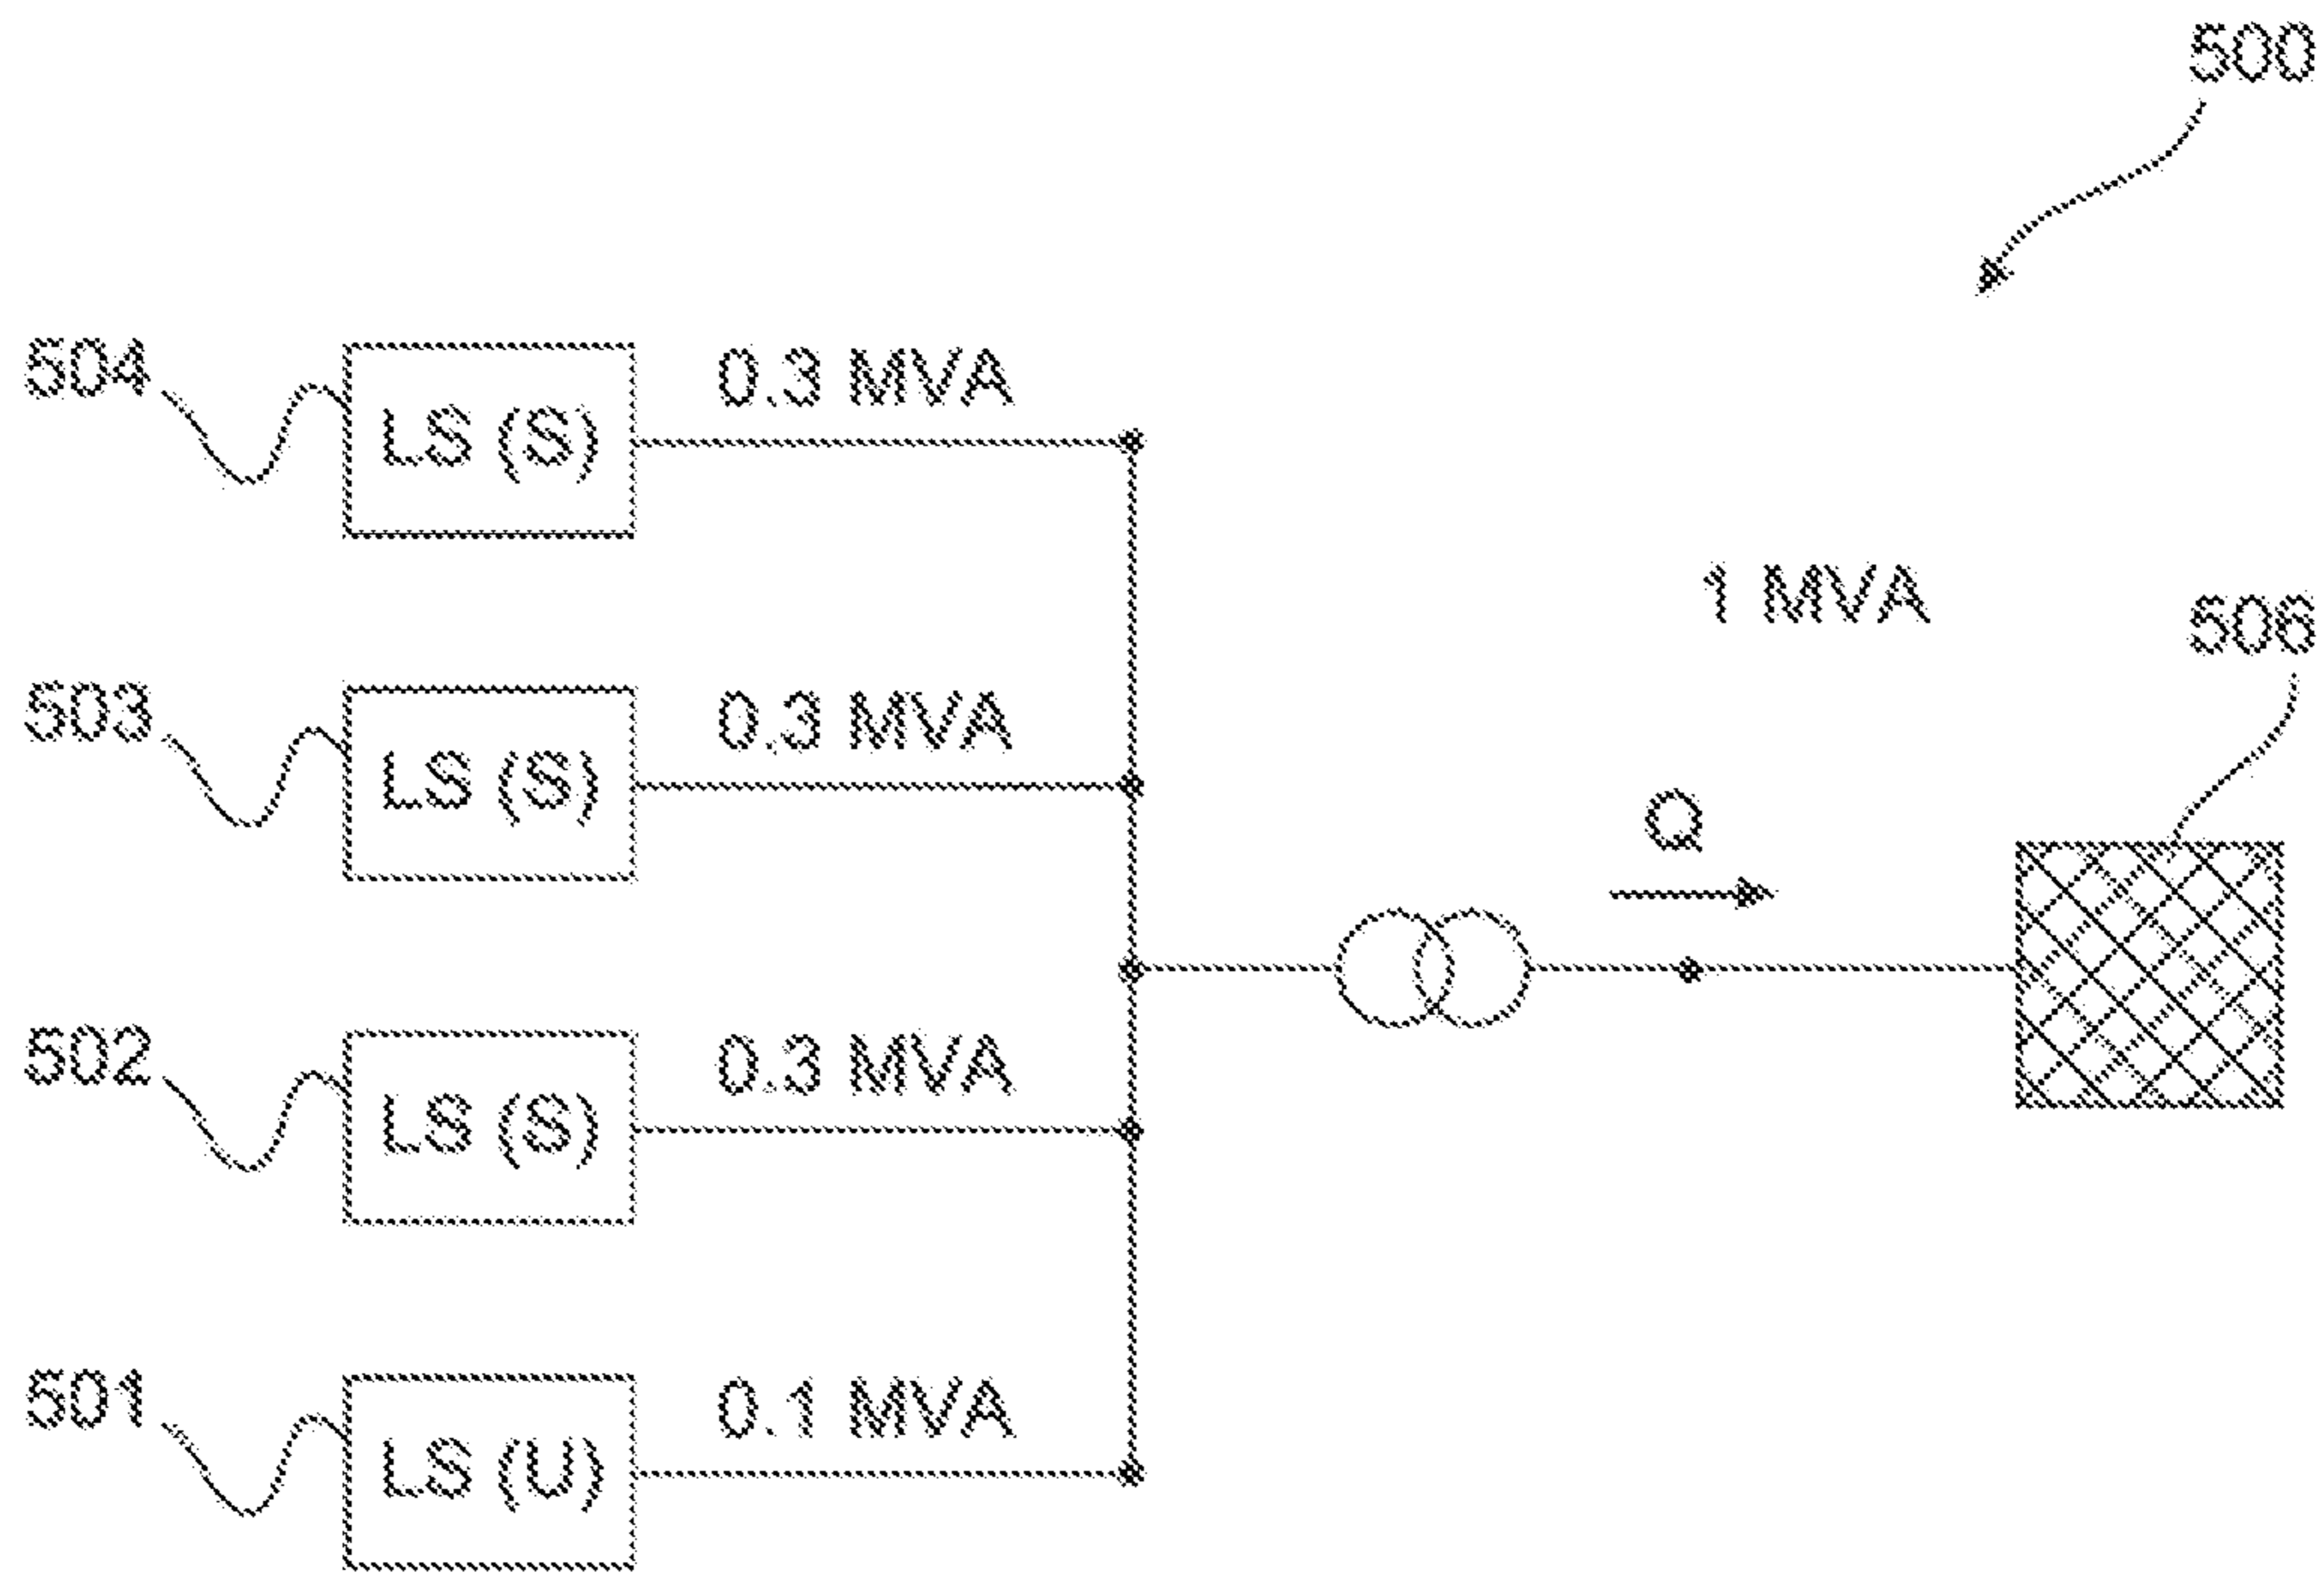 500
504
LS (S)
0.3 MVA
1 MVA
506
503
LS (S)
0.3 MVA
Q
502
LS (S)
0.3 MVA
501
LS (U)
0.1 MVA